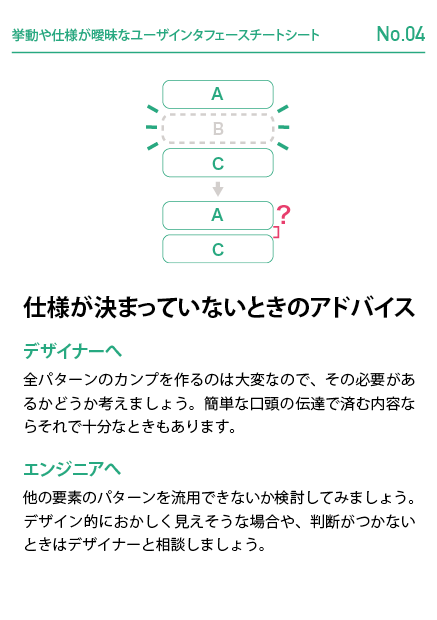 挙動や仕様が曖昧なユーザインタフェースチートシート
No.04
A
B
C
A
?
C
仕様が決まっていないときのアドバイス
デザイナーへ
全パターンのカンプを作るのは大変なので、その必要があ
るかどうか考えましょう。簡単な口頭の伝達で済む内容な
らそれで十分なときもあります。
エンジニアへ
他の要素のパターンを流用できないか検討してみましょう。
デザイン的におかしく見えそうな場合や、判断がつかない
ときはデザイナーと相談しましょう。